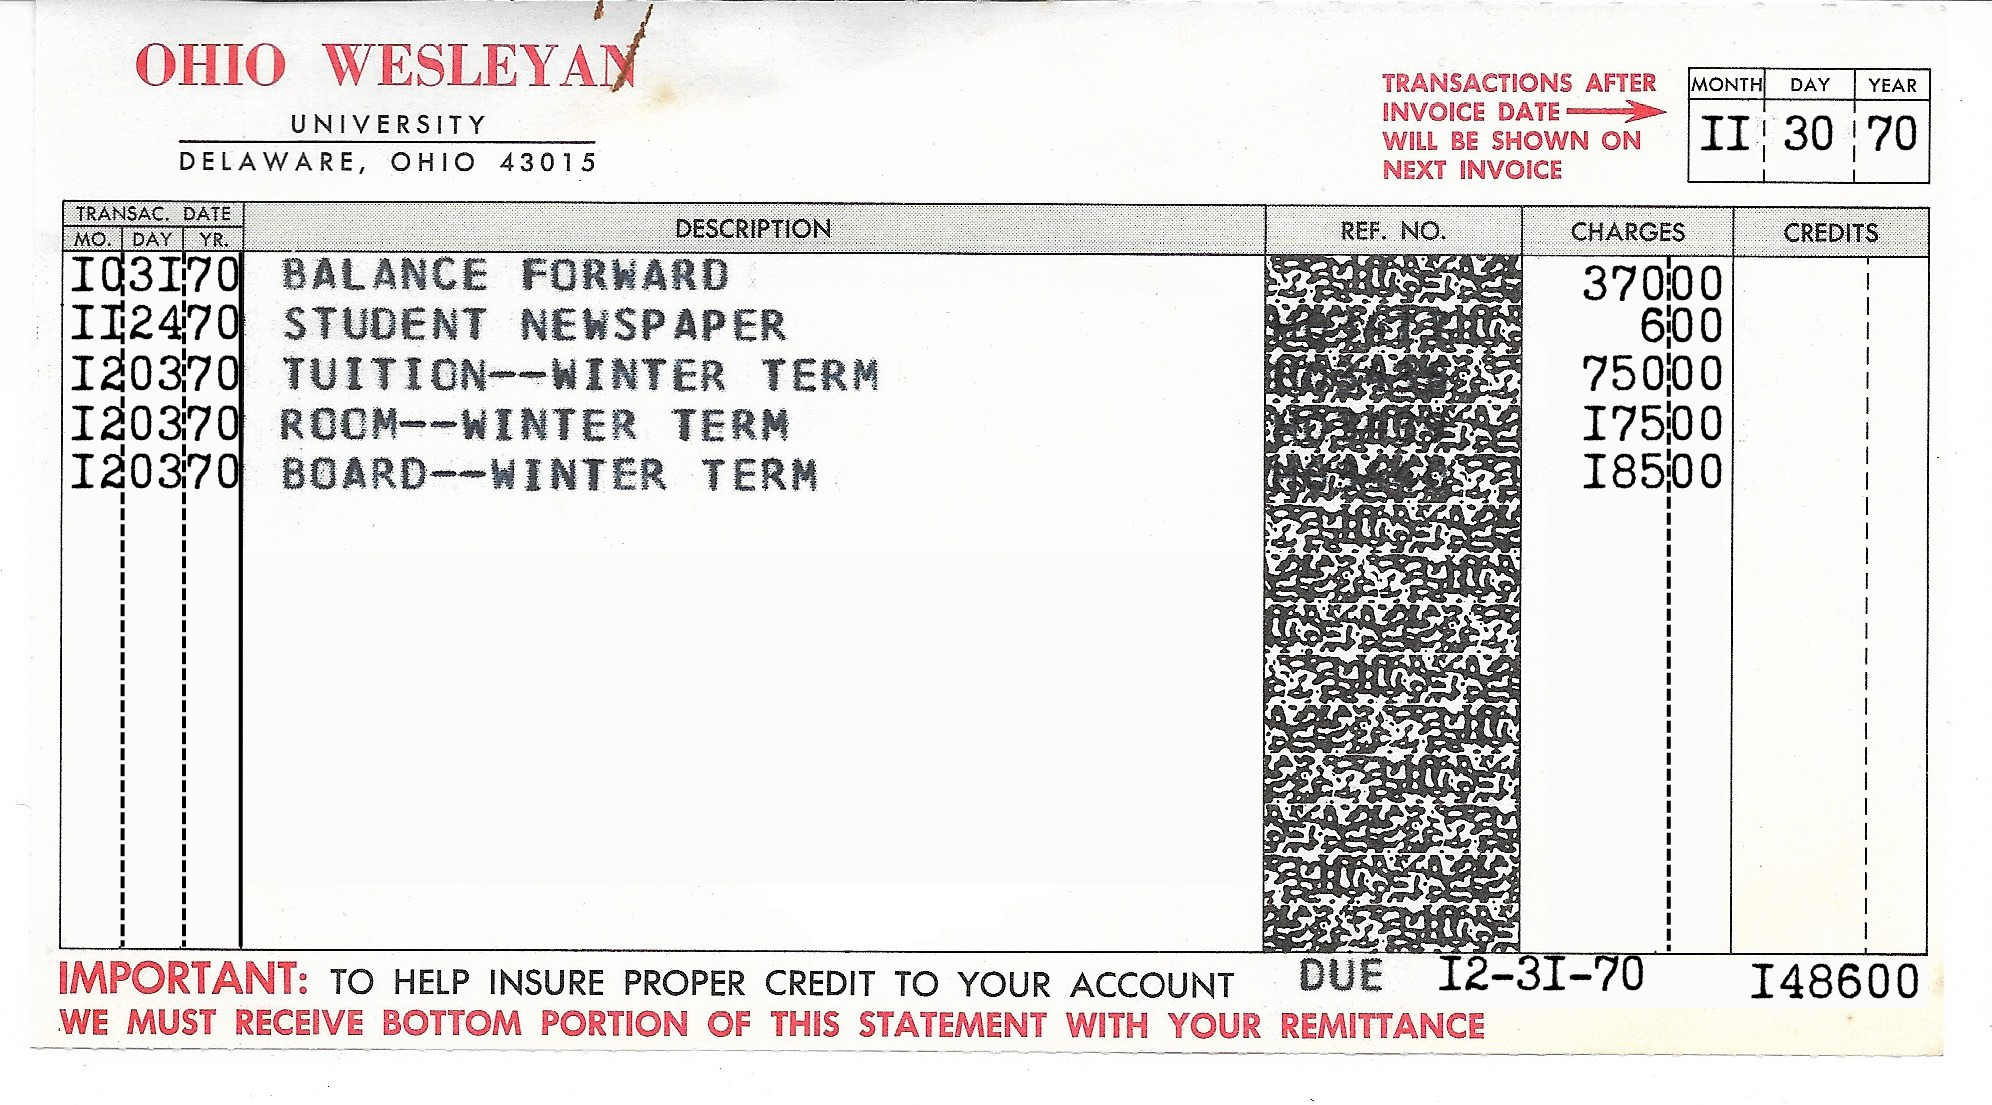 OHIO WESLEYAN
UNIVERSITY
DELAWARE, OHIO 43015
TRANSACTIONS AFTER
INVOICE DATE
WILL BE SHOWN ON
NEXT INVOICE
MONTH DAY YEAR
II 30 70
TRANSAC. DATE DESCRIPTION REF. NO. CHARGES CREDITS
MO. DAY YR.
I0 3I 70 BALANCE FORWARD 370 00
II 24 70 STUDENT NEWSPAPER 6 00
I2 03 70 TUITION--WINTER TERM 750 00
I2 03 70 ROOM--WINTER TERM I75 00
I2 03 70 BOARD--WINTER TERM I85 00
IMPORTANT: TO HELP INSURE PROPER CREDIT TO YOUR ACCOUNT DUE I2-3I-70 I48600
WE MUST RECEIVE BOTTOM PORTION OF THIS STATEMENT WITH YOUR REMITTANCE